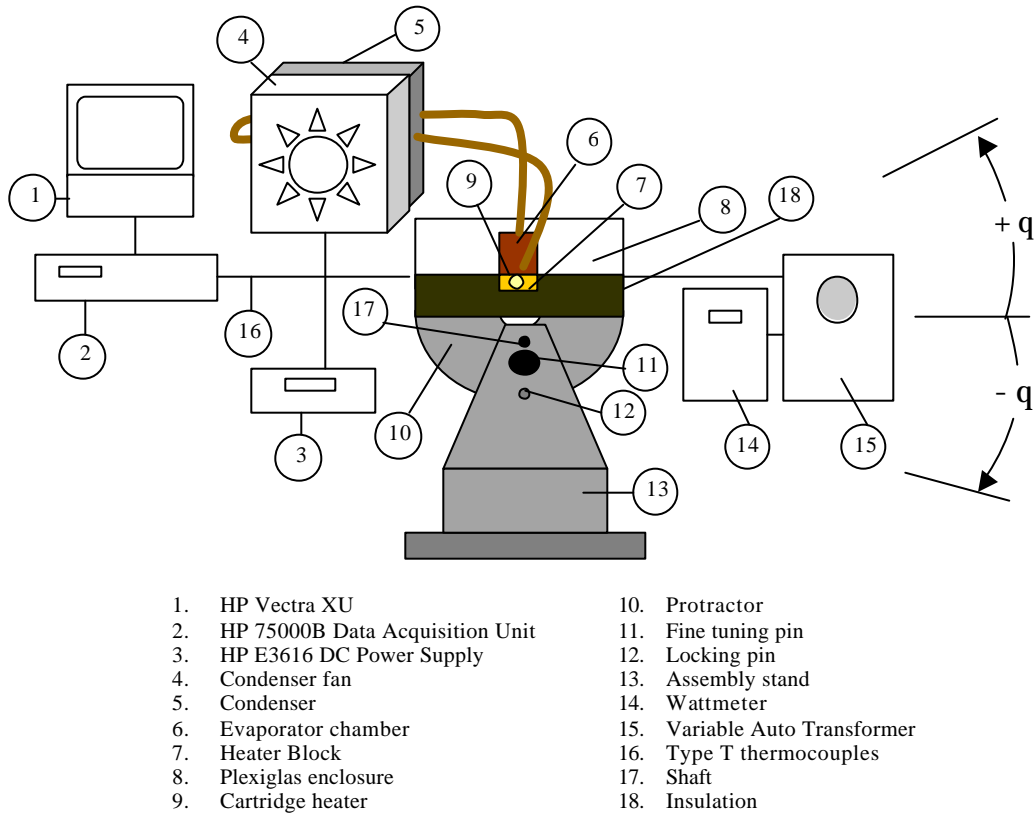 4
5
6
1
9
7
8
18
+ q
16
17
2
11
- q
10
12
14
15
3
13
1. HP Vectra XU
2. HP 75000B Data Acquisition Unit
3. HP E3616 DC Power Supply
4. Condenser fan
5. Condenser
6. Evaporator chamber
7. Heater Block
8. Plexiglas enclosure
9. Cartridge heater
10. Protractor
11. Fine tuning pin
12. Locking pin
13. Assembly stand
14. Wattmeter
15. Variable Auto Transformer
16. Type T thermocouples
17. Shaft
18. Insulation